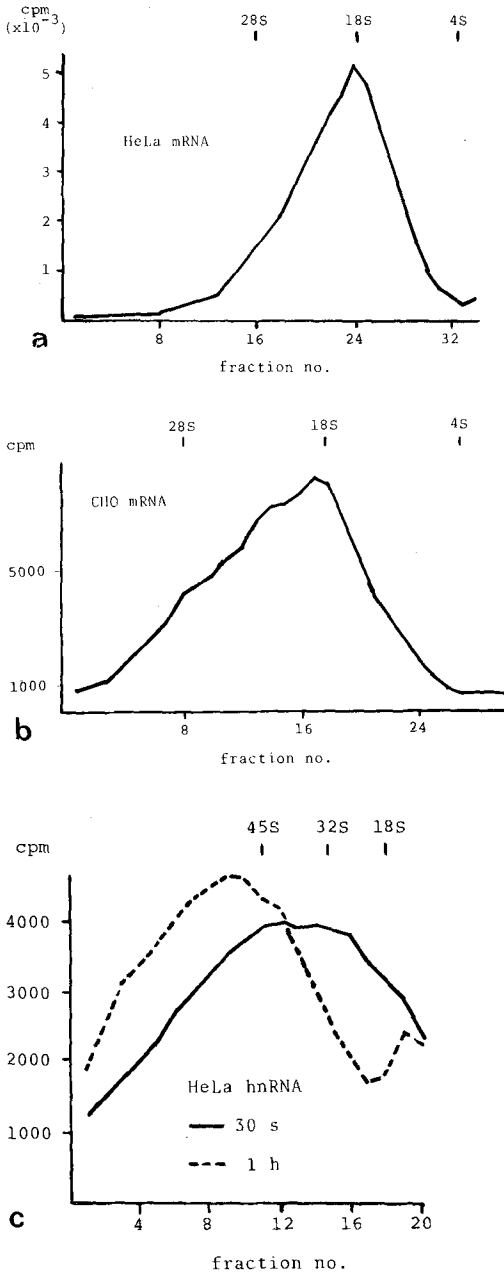 cpm
(x10⁻³)
28S 18S 4S
5
4
HeLa mRNA
3
2
1
8 16 24 32
a
fraction no.
28S 18S 4S
cpm
CHO mRNA
5000
1000
8 16 24
b
fraction no.
45S 32S 18S
cpm
4000
3000
2000
HeLa hnRNA
30 s
1000
1 h
4 8 12 16 20
c
fraction no.